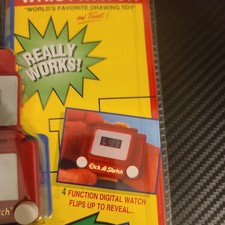 "WORLD'S FAVORITE DRAWING TOY"
REALLY
WORKS!
Etch A Sketch
4 FUNCTION DIGITAL WATCH
FLIPS UP TO REVEAL...